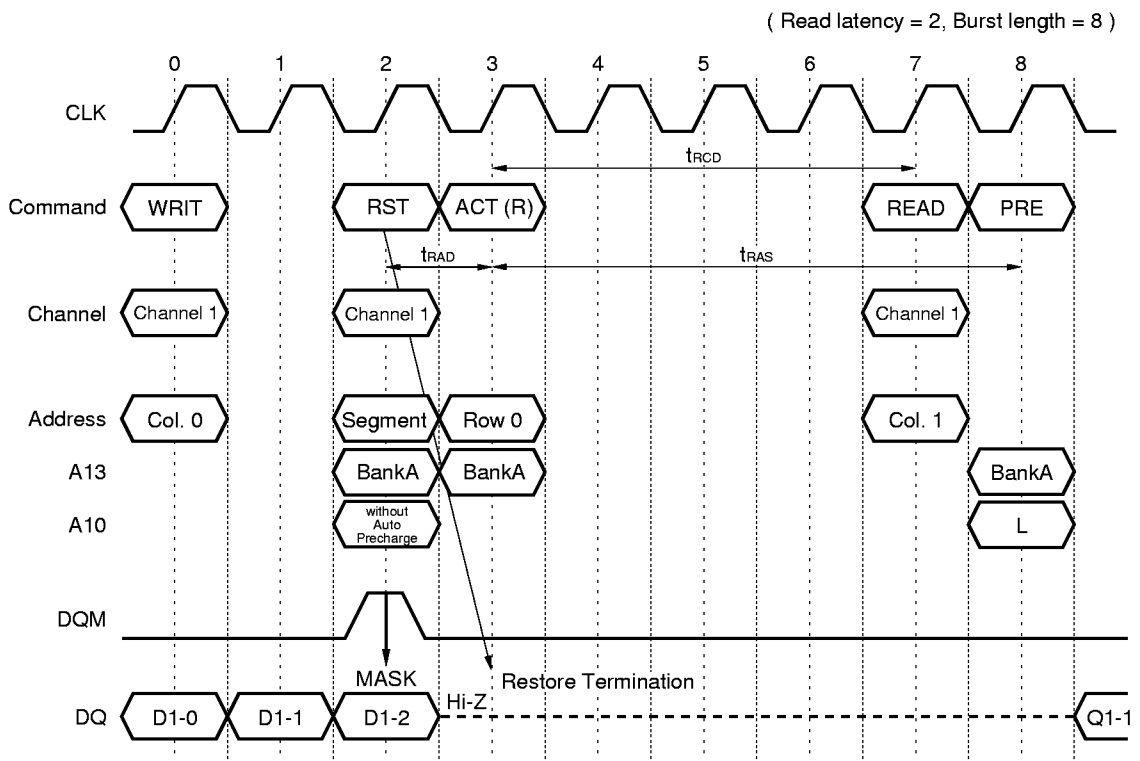 ( Read latency = 2, Burst length = 8 )
0 1 2 3 4 5 6 7 8
CLK
tRCD
Command WRIT RST ACT (R) READ PRE
tRAD tRAS
Channel Channel 1 Channel 1 Channel 1
Address Col. 0 Segment Row 0 Col. 1
A13 BankA BankA BankA
A10 without Auto Precharge L
DQM
MASK Restore Termination
Hi-Z
DQ D1-0 D1-1 D1-2 Q1-1